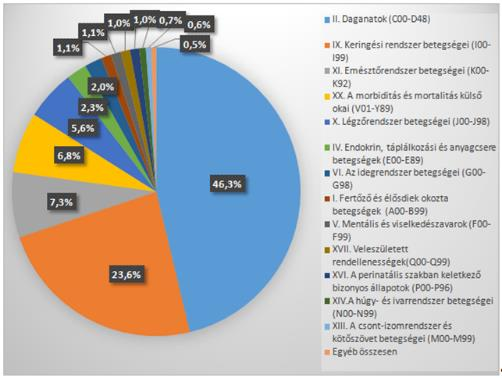 1,1%
1,1%
1,0%
1,0%
0,7%
0,6%
0,5%
2,0%
2,3%
5,6%
6,8%
7,3%
23,6%
46,3%
II. Daganatok (C00-D48)
IX. Keringési rendszer betegségei (I00-
I99)
XI. Emésztőrendszer betegségei (K00-
K92)
XX. A morbiditás és mortalitás külső
okai (V01-Y89)
X. Légzőrendszer betegségei (J00-J98)
IV. Endokrin, táplálkozási és anyagcsere
betegségek (E00-E89)
VI. Az idegrendszer betegségei (G00-
G98)
I. Fertőző és élősdiek okozta
betegségek (A00-B99)
V. Mentális és viselkedészavarok (F00-
F99)
XVII. Veleszületett
rendellenességek(Q00-Q99)
XVI. A perinatális szakban keletkező
bizonyos állapotok (P00-P96)
XIV.A húgy- és ivarrendszer betegségei
(N00-N99)
XIII. A csont-izomrendszer és
kötőszövet betegségei (M00-M99)
Egyéb összesen